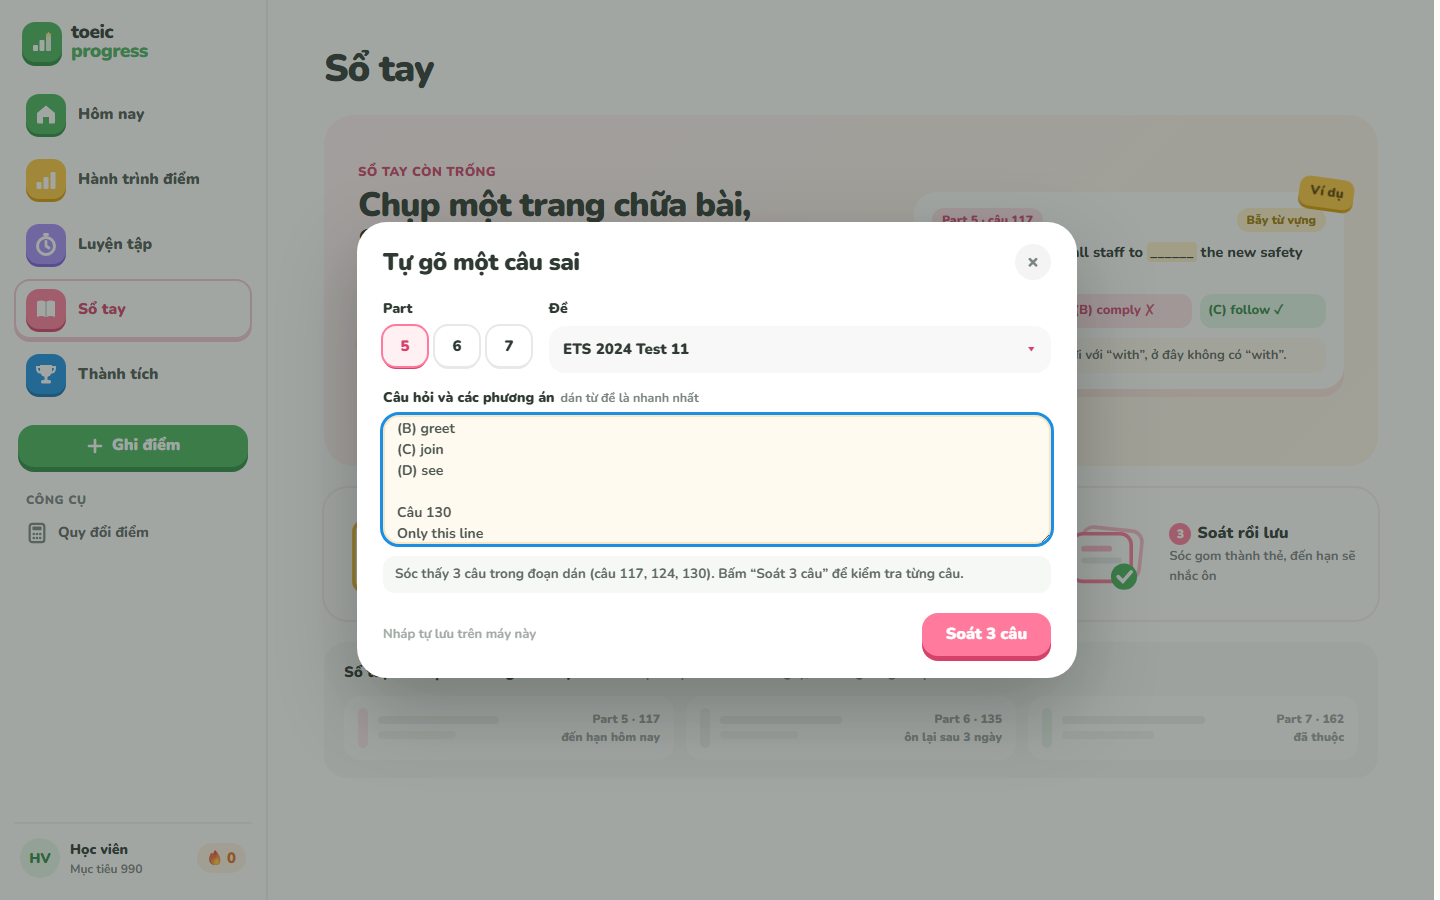 toeic
progress
Hôm nay
Hành trình điểm
Luyện tập
Sổ tay
Thành tích
Ghi điểm
CÔNG CỤ
Quy đổi điểm
HV
Học viên
Mục tiêu 990
0
Sổ tay
SỔ TAY CÒN TRỐNG
Chụp một trang chữa bài,
Ví dụ
Part 5 · câu 117
Bẫy từ vựng
all staff to ______ the new safety
(B) comply ✗
(C) follow ✓
với “with”, ở đây không có “with”.
Tự gõ một câu sai
×
Part
Đề
5
6
7
ETS 2024 Test 11
Câu hỏi và các phương án dán từ đề là nhanh nhất
(B) greet
(C) join
(D) see
Câu 130
Only this line
Sóc thấy 3 câu trong đoạn dán (câu 117, 124, 130). Bấm “Soát 3 câu” để kiểm tra từng câu.
Nháp tự lưu trên máy này
Soát 3 câu
3 Soát rồi lưu
Sóc gom thành thẻ, đến hạn sẽ
nhắc ôn
Part 5 · 117
đến hạn hôm nay
Part 6 · 135
ôn lại sau 3 ngày
Part 7 · 162
đã thuộc